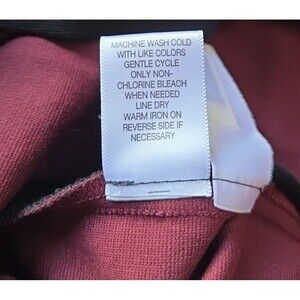 MACHINE WASH COLD
WITH LIKE COLORS
GENTLE CYCLE
ONLY NON-
CHLORINE BLEACH
WHEN NEEDED
LINE DRY
WARM IRON ON
REVERSE SIDE IF
NECESSARY